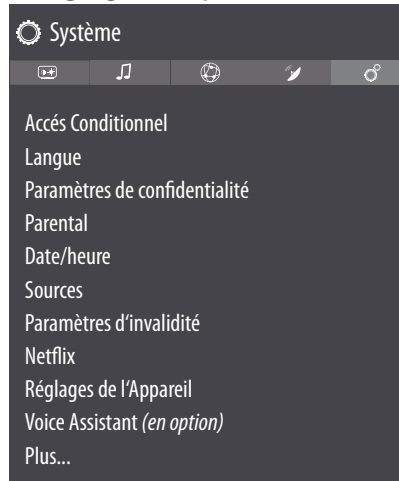 Système
Accés Conditionnel
Langue
Paramètres de confidentialité
Parental
Date/heure
Sources
Paramètres d‘invalidité
Netflix
Réglages de l‘Appareil
Voice Assistant (en option)
Plus...